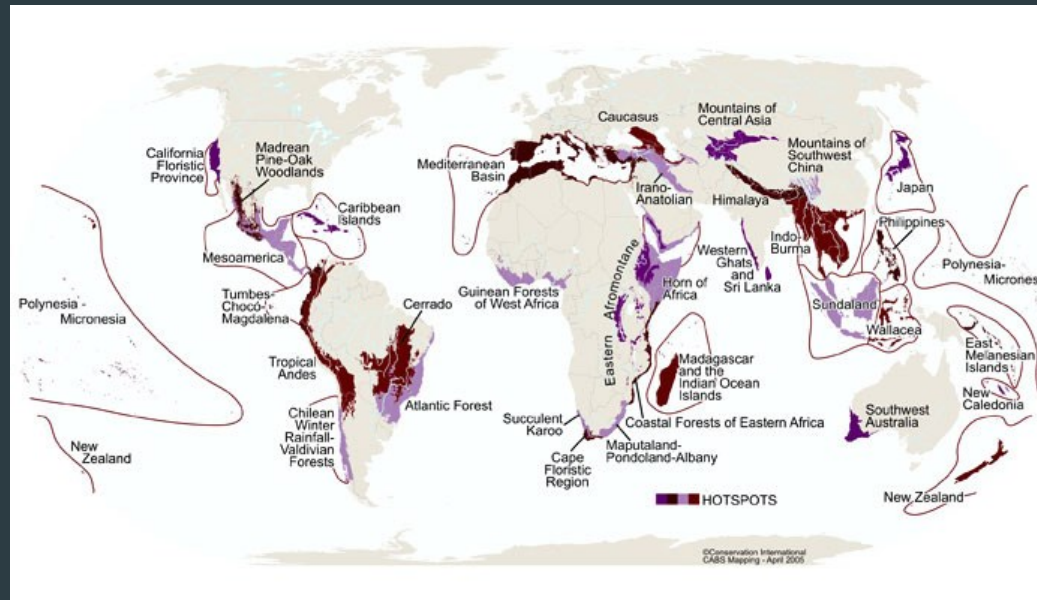 California
Floristic
Province
Madrean
Pine-Oak
Woodlands
Caribbean
Islands
Mesoamerica
Polynesia -
Micronesia
Tumbes-
Chocó-
Magdalena
Cerrado
Tropical
Andes
Atlantic Forest
Chilean
Winter
Rainfall-
Valdivian
Forests
New
Zealand
Caucasus
Mediterranean
Basin
Irano-
Anatolian
Mountains of
Central Asia
Mountains of
Southwest
China
Himalaya
Japan
Indo-
Burma
Philippines
Western
Ghats
and
Sri Lanka
Polynesia-
Micrones
Guinean Forests
of West Africa
Eastern Afromontane
Horn of
Africa
Sundaland
Wallacea
East
Melanesian
Islands
New
Caledonia
Madagascar
and the
Indian Ocean
Islands
Succulent
Karoo
Coastal Forests of Eastern Africa
Maputaland-
Pondoland-Albany
Cape
Floristic
Region
Southwest
Australia
New Zealand
HOTSPOTS
©Conservation International
CABS Mapping - April 2005